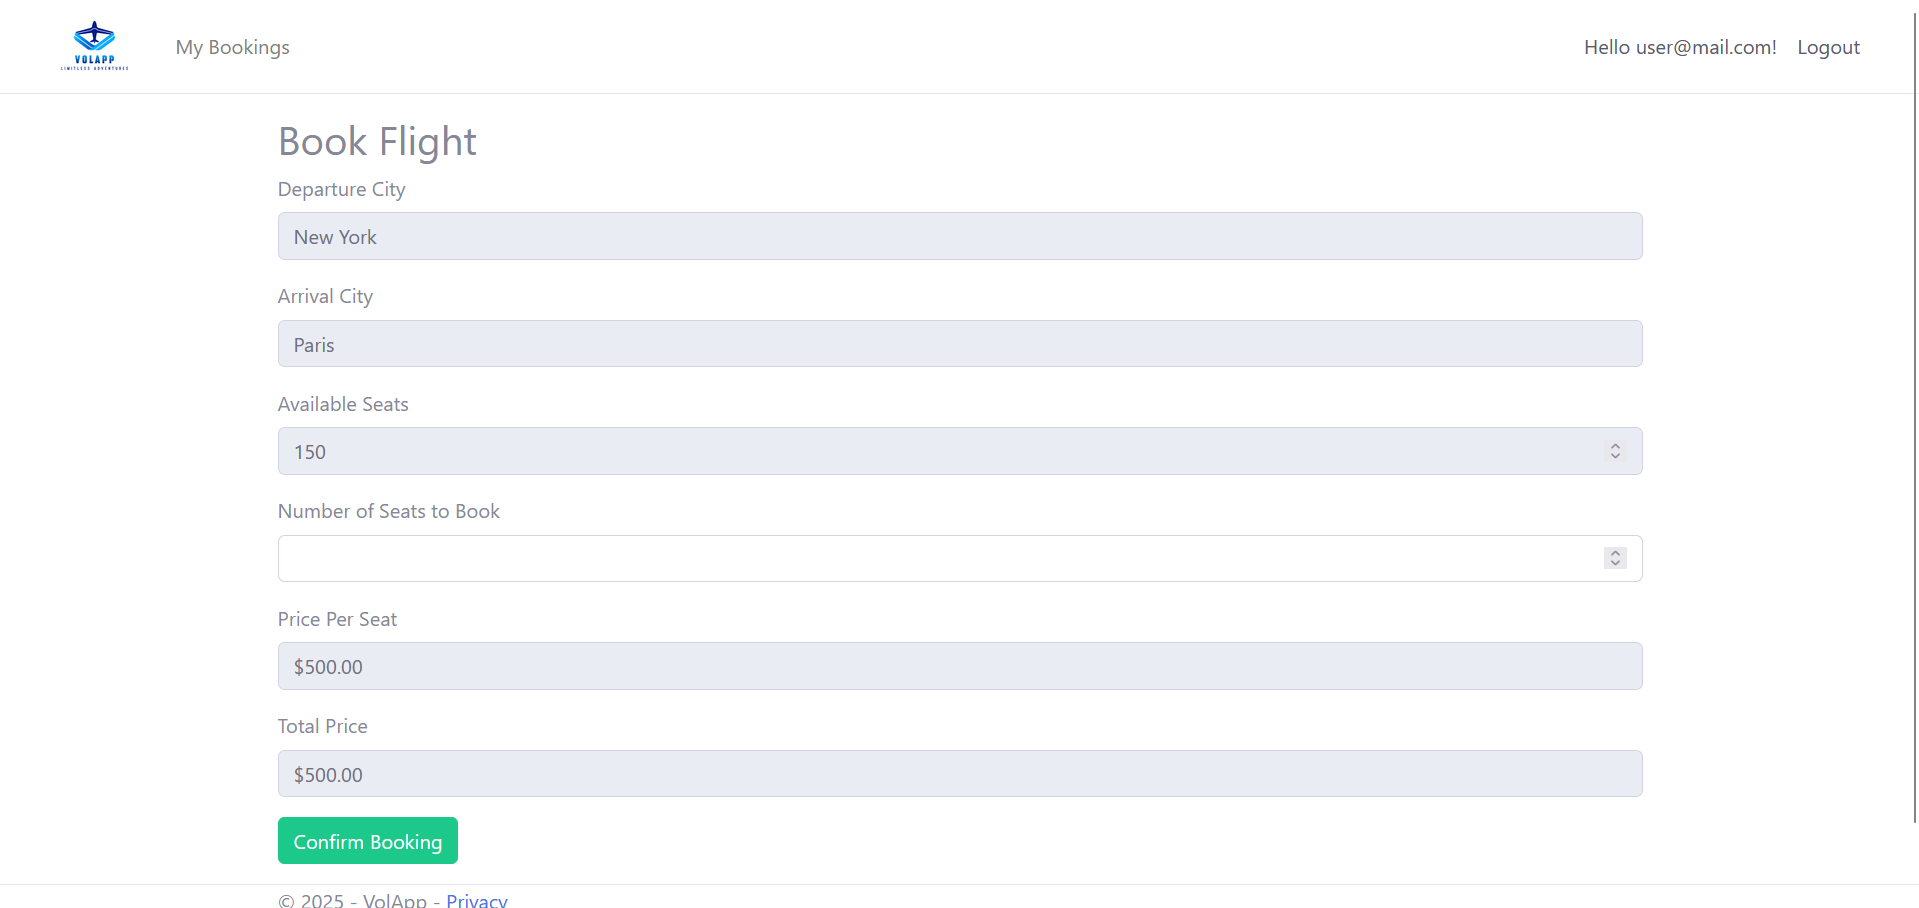 VOLAPP
LIMITLESS ADVENTURES
My Bookings
Hello user@mail.com! Logout
Book Flight
Departure City
New York
Arrival City
Paris
Available Seats
150
Number of Seats to Book
Price Per Seat
$500.00
Total Price
$500.00
Confirm Booking
© 2025 - VolApp - Privacy